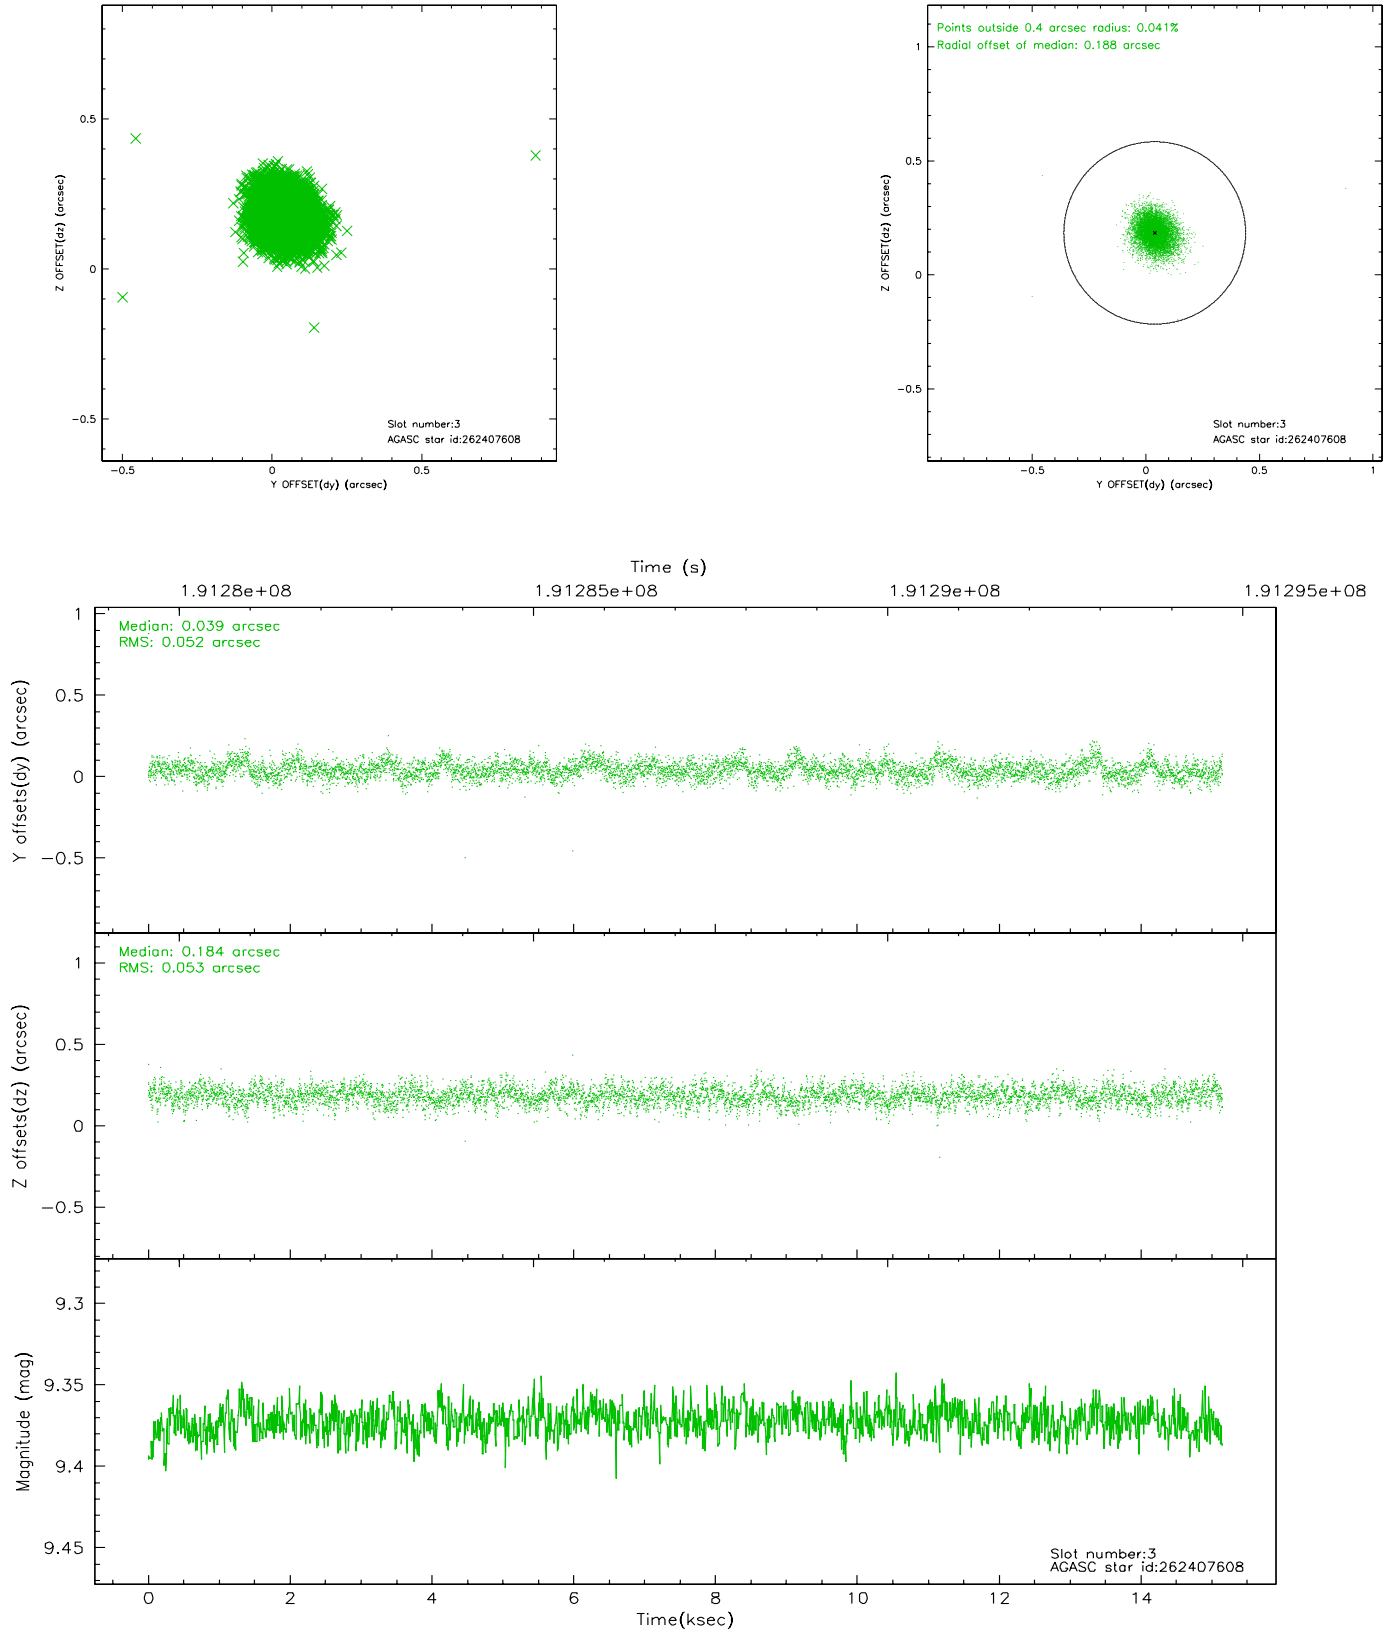 0.5
0
-0.5
Z OFFSET(dz) (arcsec)
-0.5
0
0.5
Y OFFSET(dy) (arcsec)
Slot number:3
AGASC star id:262407608
Points outside 0.4 arcsec radius: 0.041%
Radial offset of median: 0.188 arcsec
1
0.5
0
-0.5
Z OFFSET(dz) (arcsec)
-0.5
0
0.5
1
Y OFFSET(dy) (arcsec)
Slot number:3
AGASC star id:262407608
Time (s)
1.9128e+08
1.91285e+08
1.9129e+08
1.91295e+08
Median: 0.039 arcsec
RMS: 0.052 arcsec
1
0.5
0
-0.5
Y offsets(dy) (arcsec)
Median: 0.184 arcsec
RMS: 0.053 arcsec
1
0.5
0
-0.5
Z offsets(dz) (arcsec)
9.3
9.35
9.4
9.45
Magnitude (mag)
Slot number:3
AGASC star id:262407608
0
2
4
6
8
10
12
14
Time(ksec)